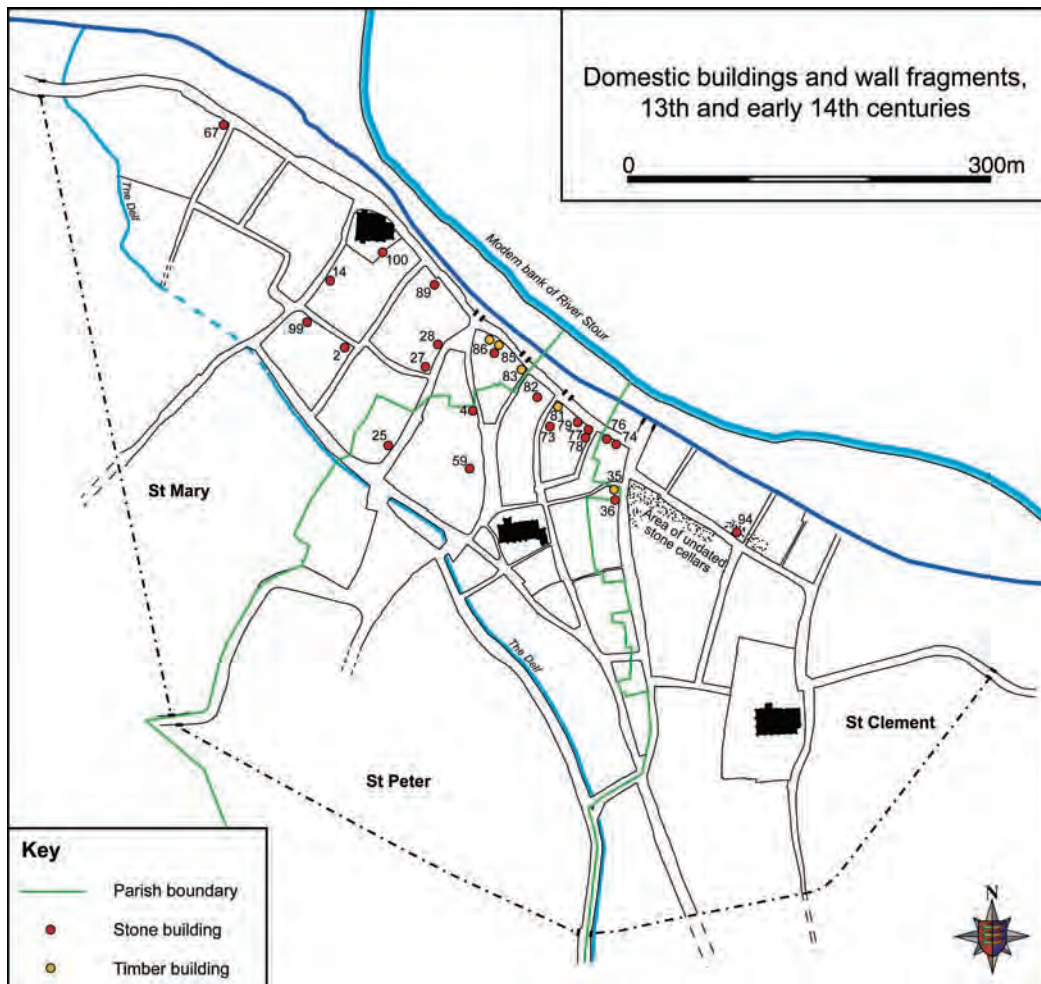 Domestic buildings and wall fragments,
13th and early 14th centuries
0
300m
67
The Delf
Modern bank of River Stour
100
14
89
99
2
28
27
86
85
83
82
4
81
79
73
77
78
76
74
25
59
35
36
Area of undated
stone cellars
94
St Mary
The Delf
St Clement
St Peter
Key
Parish boundary
Stone building
Timber building
N